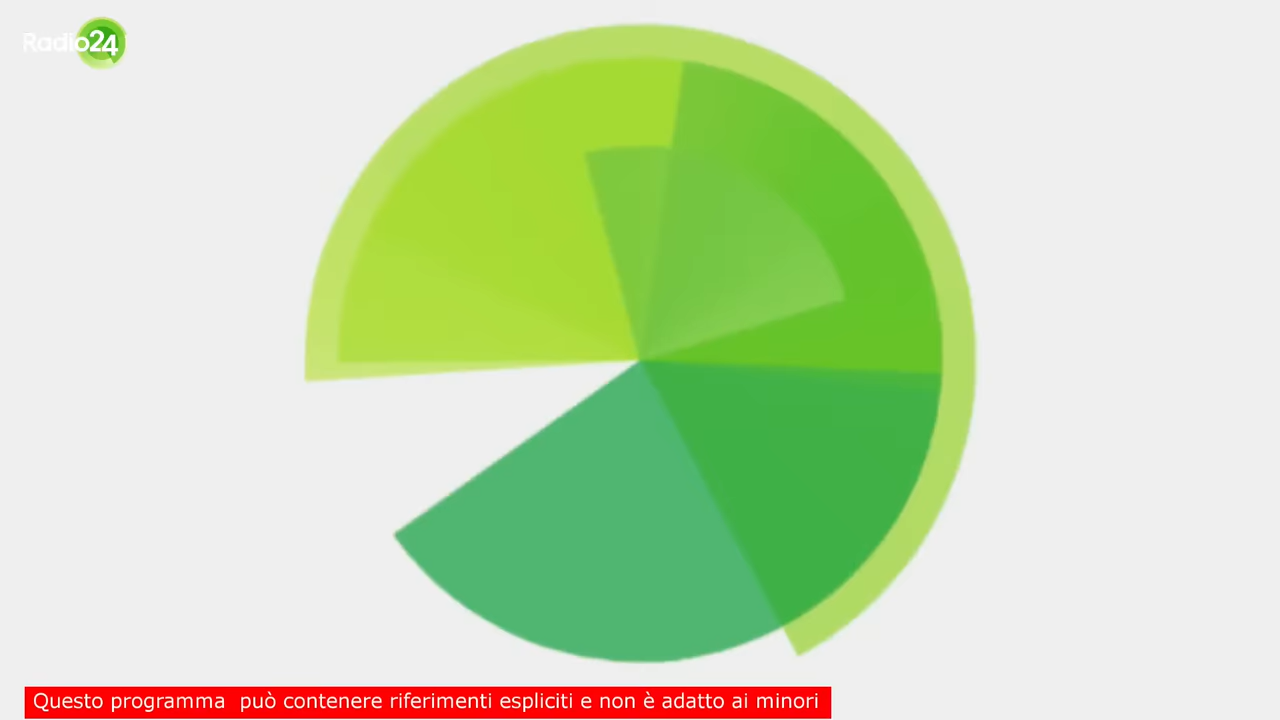 Radio24
Questo programma  può contenere riferimenti espliciti e non è adatto ai minori